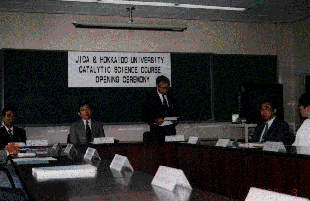 JICA & HOKKAIDO UNIVERSITY
CATALYTIC SCIENCE COURSE
OPENING CEREMONY